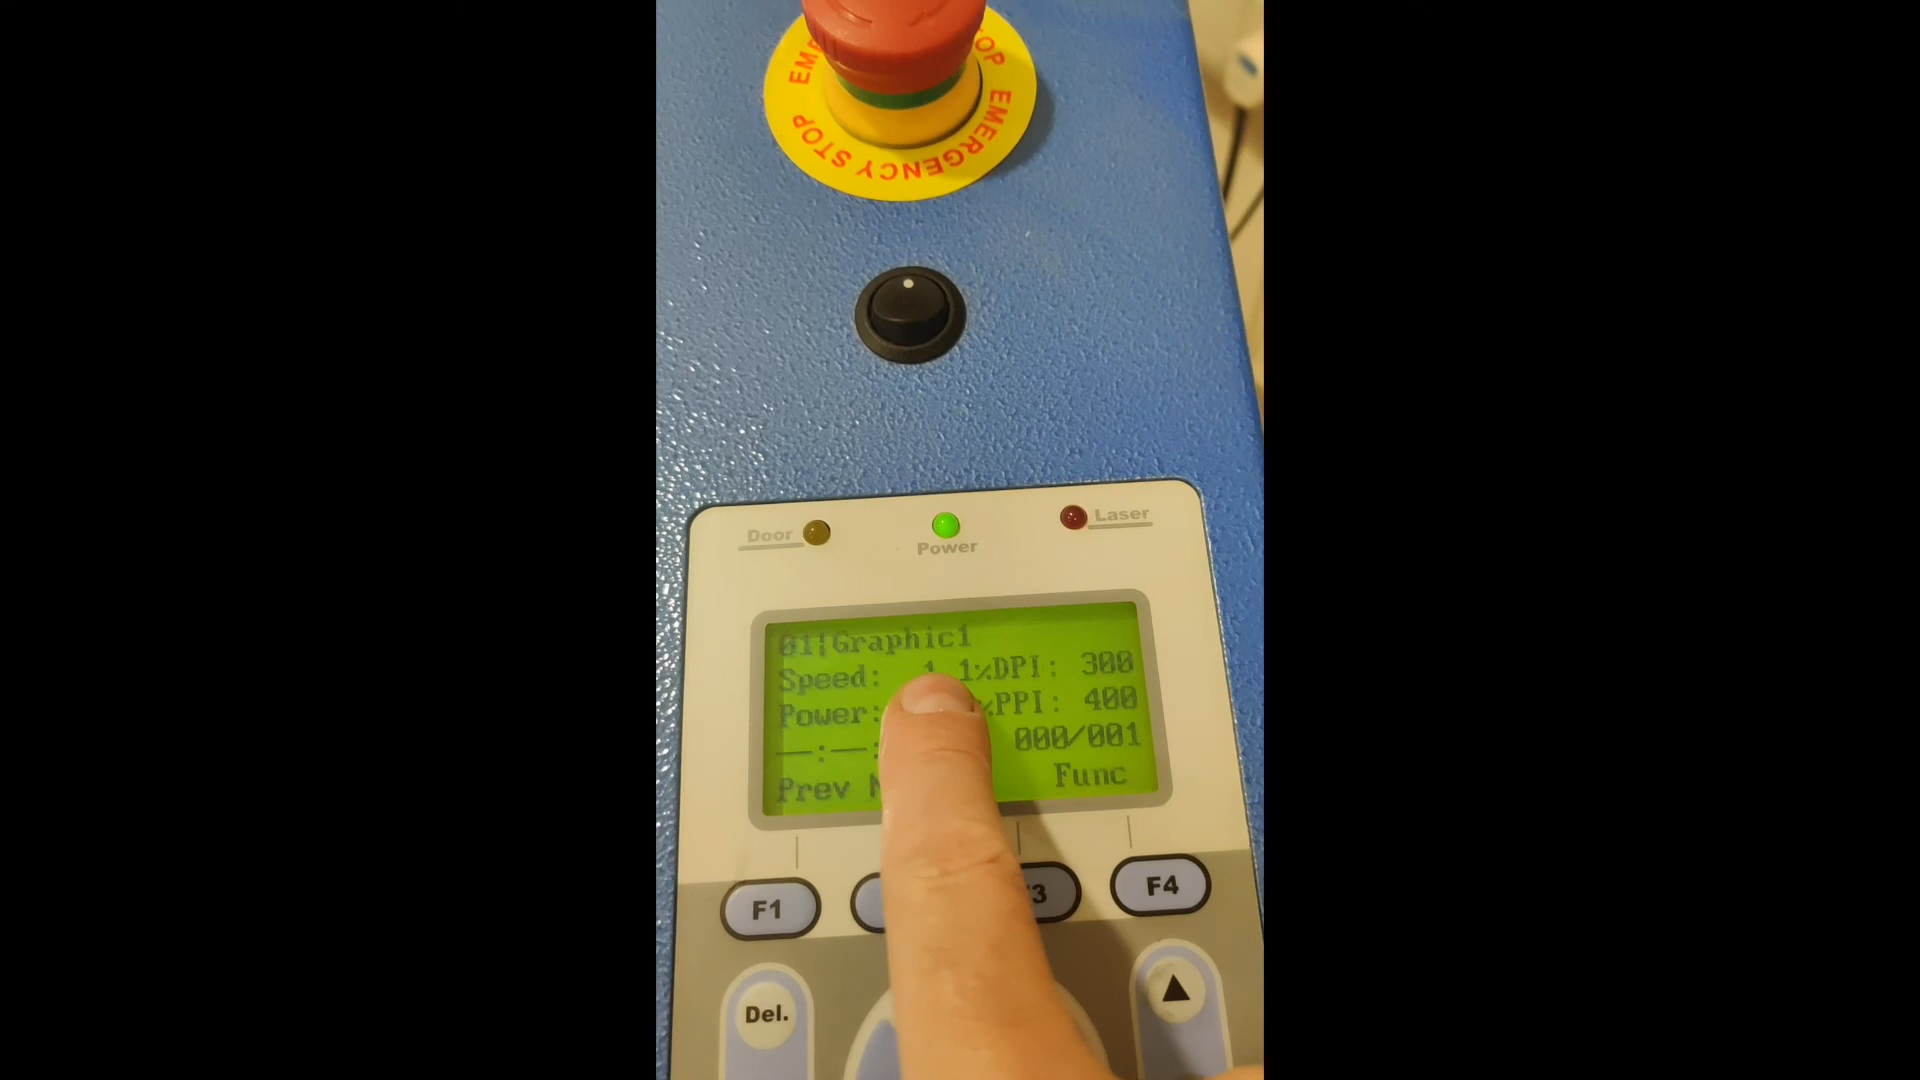 EMERGENCY STOP
Door
Power
Laser
01|Graphic1
Speed: 1.1% DPI: 300
Power: % PPI: 400
000/001
Prev Func
F1
F4
Del.